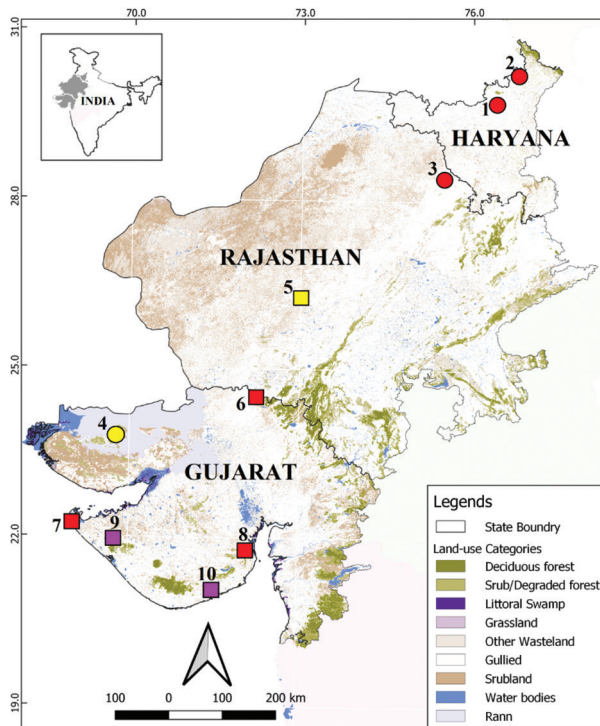 70.0 73.0 76.0
31.0
INDIA
2
1
HARYANA
3
28.0
RAJASTHAN
5
25.0
6
4
GUJARAT
7
9
8
22.0
10
Legends
State Boundry
Land-use Categories
Deciduous forest
Srub/Degraded forest
Littoral Swamp
Grassland
Other Wasteland
Gullied
Srubland
Water bodies
Rann
19.0
100 0 100 200 km